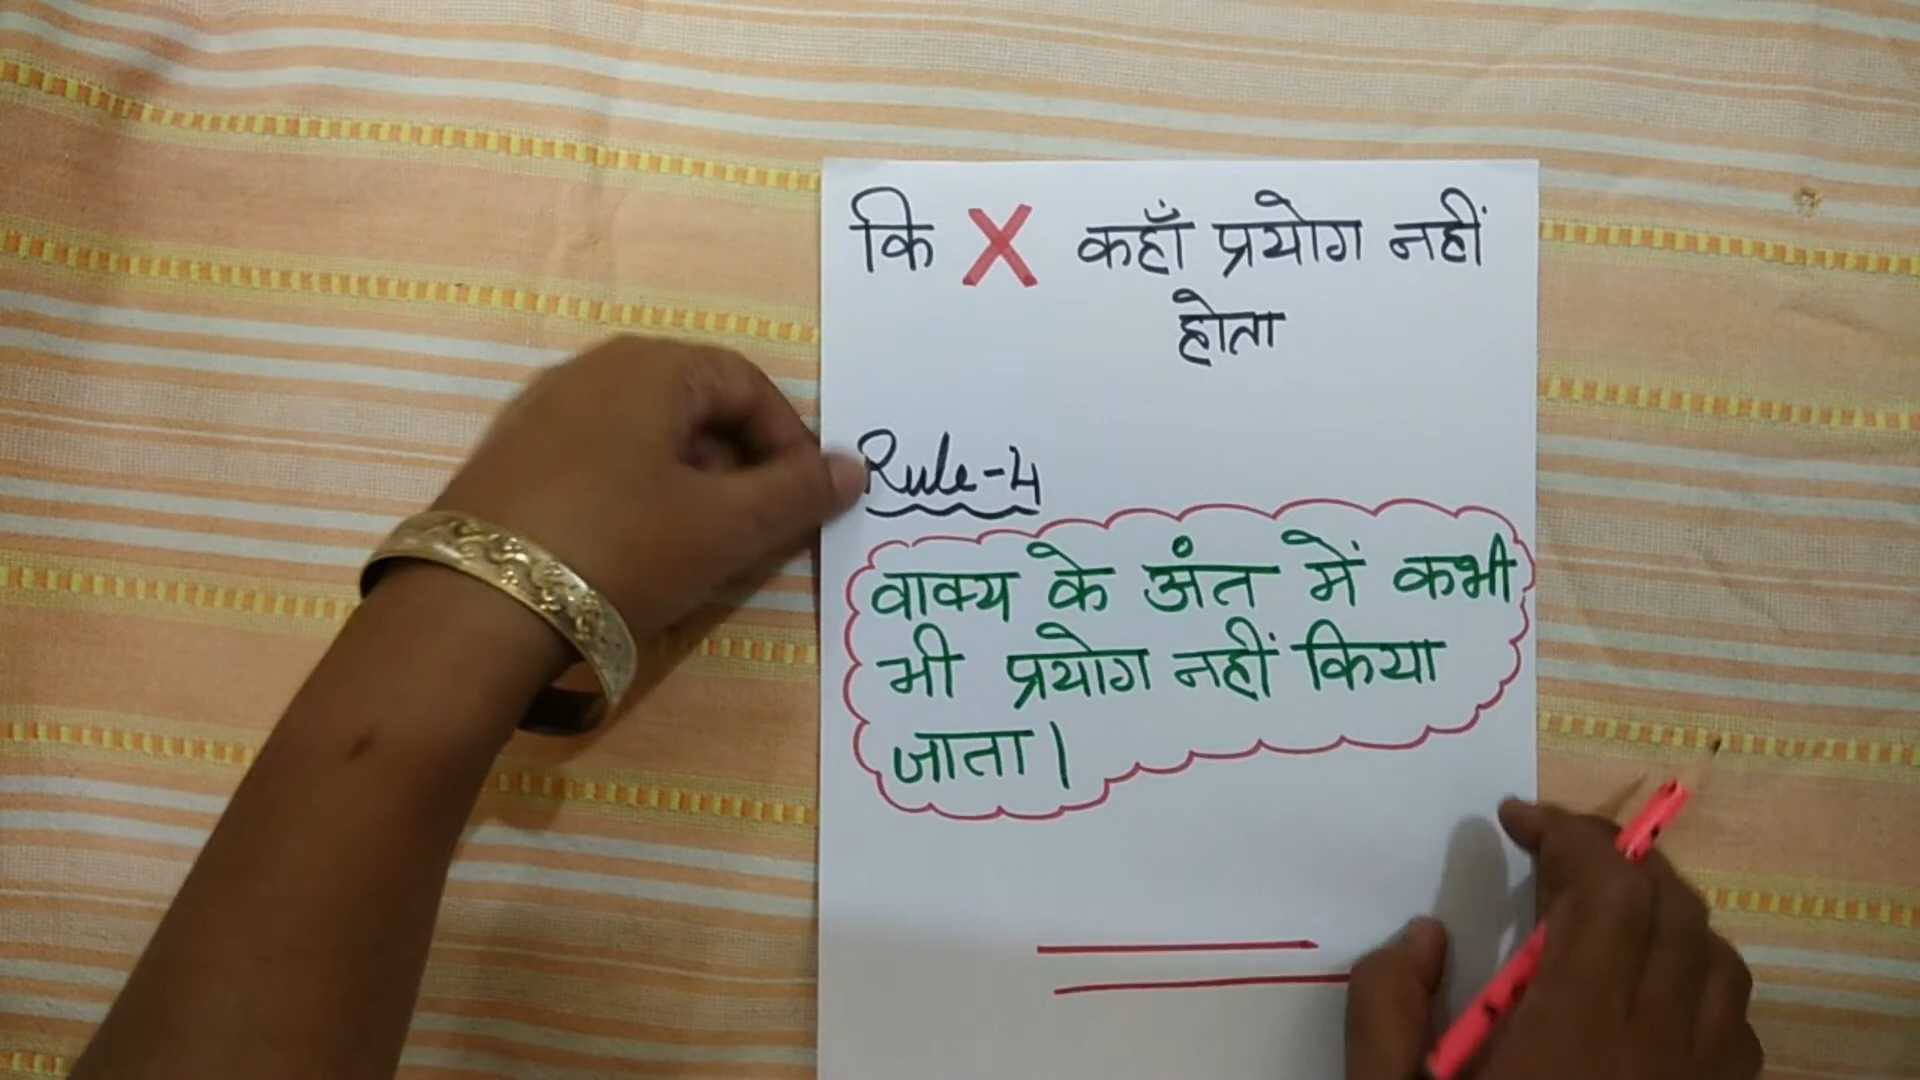 कि X कहाँ प्रयोग नहीं
होता
Rule-4
वाक्य के अंत में कभी
भी प्रयोग नहीं किया
जाता।